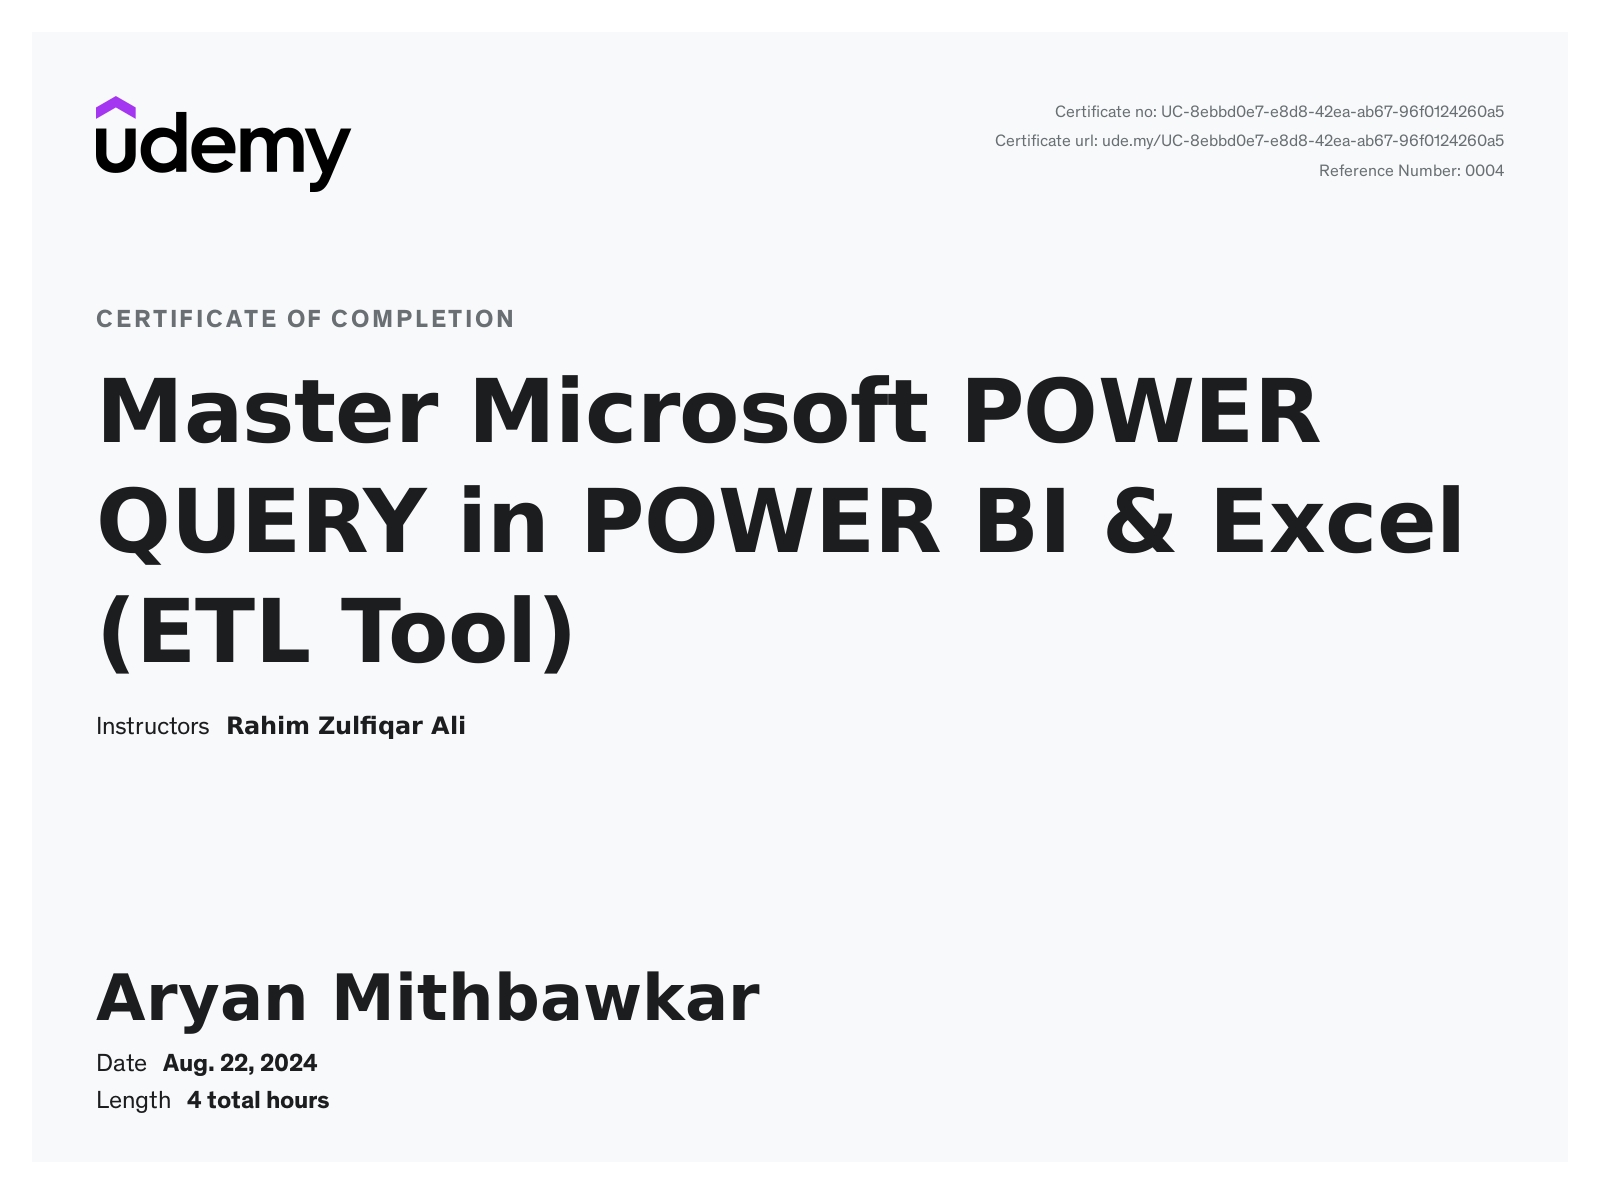 udemy
Certificate no: UC-8ebbd0e7-e8d8-42ea-ab67-96f0124260a5
Certificate url: ude.my/UC-8ebbd0e7-e8d8-42ea-ab67-96f0124260a5
Reference Number: 0004
CERTIFICATE OF COMPLETION
Master Microsoft POWER
QUERY in POWER BI & Excel
(ETL Tool)
Instructors Rahim Zulfiqar Ali
Aryan Mithbawkar
Date Aug. 22, 2024
Length 4 total hours